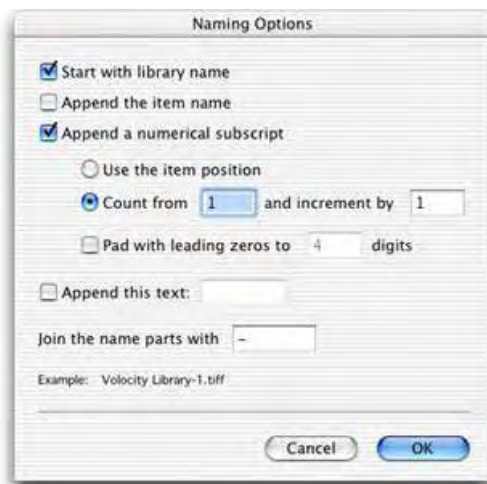 Naming Options
Start with library name
Append the item name
Append a numerical subscript
Use the item position
Count from 1 and increment by 1
Pad with leading zeros to 4 digits
Append this text:
Join the name parts with -
Example: Volocity Library-1.tiff
Cancel OK